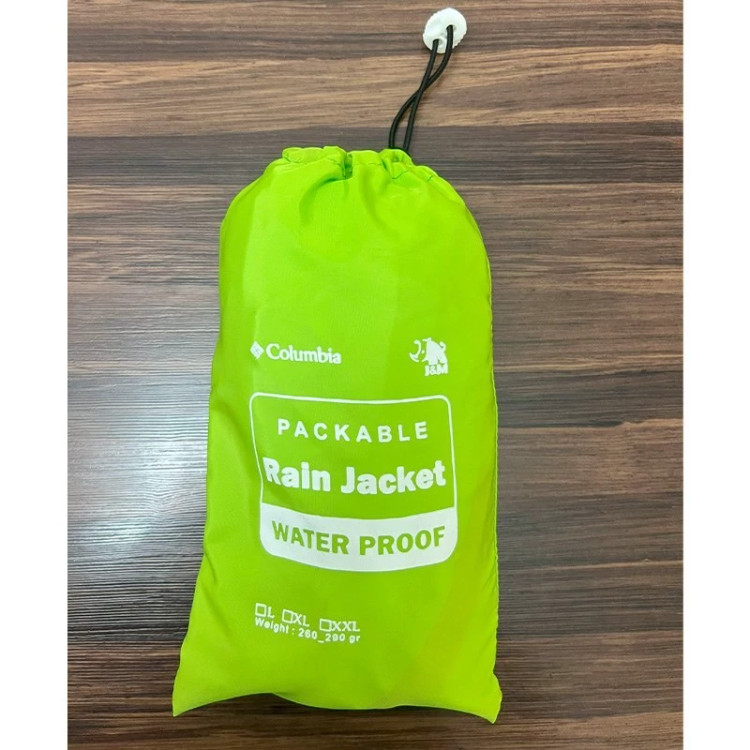 Columbia
J&M
PACKABLE
Rain Jacket
WATER PROOF
L XL XXL
Weight : 260_290 gr